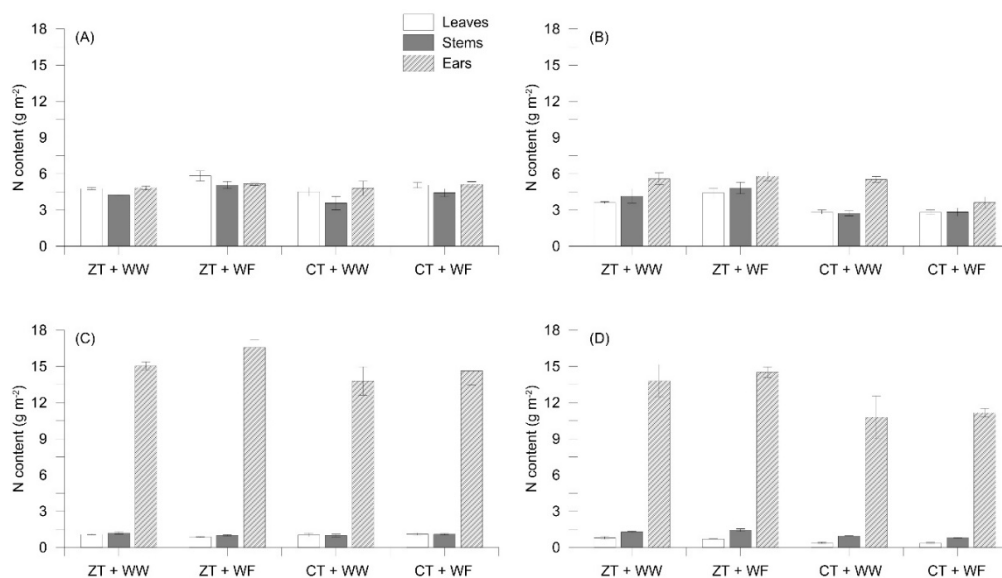 (A)
Leaves
Stems
Ears
N content (g m-2)
18
15
12
9
6
3
0
ZT + WW ZT + WF CT + WW CT + WF
(B)
N content (g m-2)
18
15
12
9
6
3
0
ZT + WW ZT + WF CT + WW CT + WF
(C)
N content (g m-2)
18
15
12
9
6
3
0
ZT + WW ZT + WF CT + WW CT + WF
(D)
N content (g m-2)
18
15
12
9
6
3
0
ZT + WW ZT + WF CT + WW CT + WF